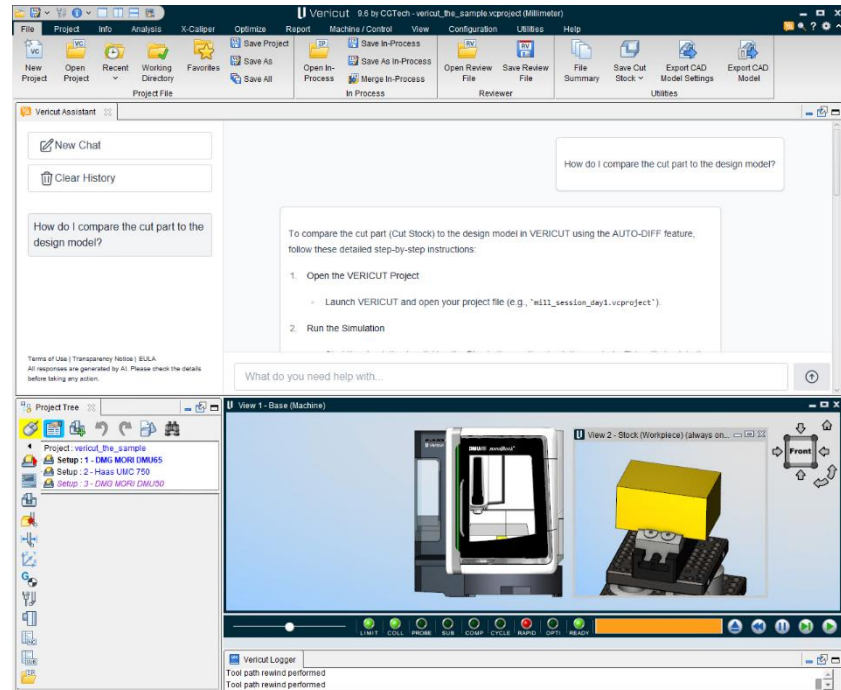 Vericut 9.6 by CGTech - vericut_the_sample.vcproject (Millimeter)
File Project Info Analysis X-Caliper Optimize Report Machine / Control View Configuration Utilities Help
New Project
Open Project
Recent
Working Directory
Favorites
Save Project
Save As
Save All
Project File
Open In-Process
Save In-Process
Save As In-Process
Merge In-Process
In Process
Open Review File
Save Review File
Reviewer
File Summary
Save Cut Stock
Export CAD Model Settings
Export CAD Model
Utilities
Vericut Assistant
New Chat
Clear History
How do I compare the cut part to the
design model?
Terms of Use | Transparency Notice | EULA
All responses are generated by AI. Please check the details
before taking any action.
How do I compare the cut part to the design model?
To compare the cut part (Cut Stock) to the design model in VERICUT using the AUTO-DIFF feature,
follow these detailed step-by-step instructions:
1. Open the VERICUT Project
Launch VERICUT and open your project file (e.g., `mill_session_day1.vcproject`).
2. Run the Simulation
What do you need help with...
Project Tree
Project: vericut_the_sample
Setup : 1 - DMG MORI DMU65
Setup : 2 - Haas UMC 750
Setup : 3 - DMG MORI DMU50
View 1 - Base (Machine)
View 2 - Stock (Workpiece) (always on...
Front
LIMIT COLL PROBE SUB COMP CYCLE RAPID OPTI READY
Vericut Logger
Tool path rewind performed
Tool path rewind performed